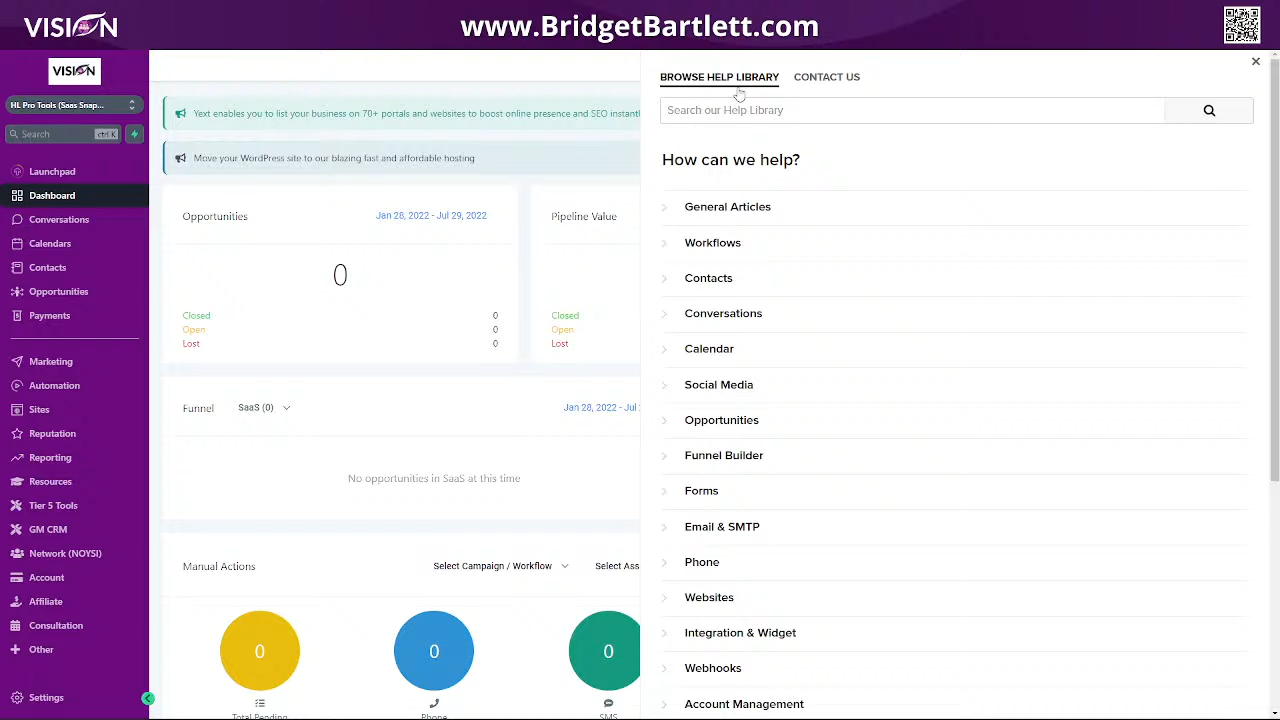 VISION
www.BridgetBartlett.com
VISION
HL Pro Tools (Saas Snap...
Search
ctrl K
Launchpad
Dashboard
Conversations
Calendars
Contacts
Opportunities
Payments
Marketing
Automation
Sites
Reputation
Reporting
Resources
Tier 5 Tools
GM CRM
Network (NOYSI)
Account
Affiliate
Consultation
Other
Settings
Yext enables you to list your business on 70+ portals and websites to boost online presence and SEO instantl
Move your WordPress site to our blazing fast and affordable hosting
Opportunities
Jan 28, 2022 - Jul 29, 2022
0
Closed 0
Open 0
Lost 0
Pipeline Value
Closed
Open
Lost
Funnel
SaaS (0)
Jan 28, 2022 - Jul
No opportunities in SaaS at this time
Manual Actions
Select Campaign / Workflow
Select Ass
0
0
0
Total Pending
Phone
SMS
BROWSE HELP LIBRARY
CONTACT US
Search our Help Library
How can we help?
General Articles
Workflows
Contacts
Conversations
Calendar
Social Media
Opportunities
Funnel Builder
Forms
Email & SMTP
Phone
Websites
Integration & Widget
Webhooks
Account Management